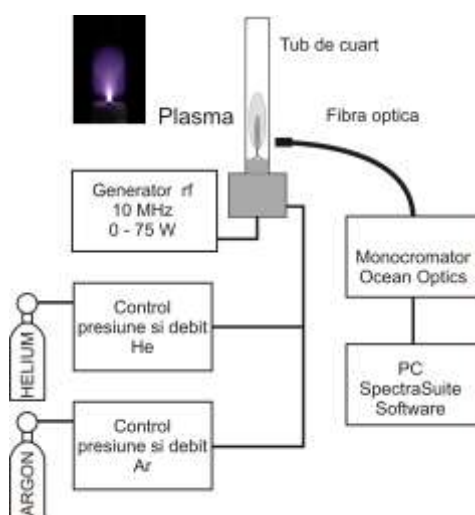 Tub de cuart
Plasma
Fibra optica
Generator rf
10 MHz
0 - 75 W
Monocromator
Ocean Optics
HELIUM
Control
presiune si debit
He
PC
SpectraSuite
Software
ARGON
Control
presiune si debit
Ar